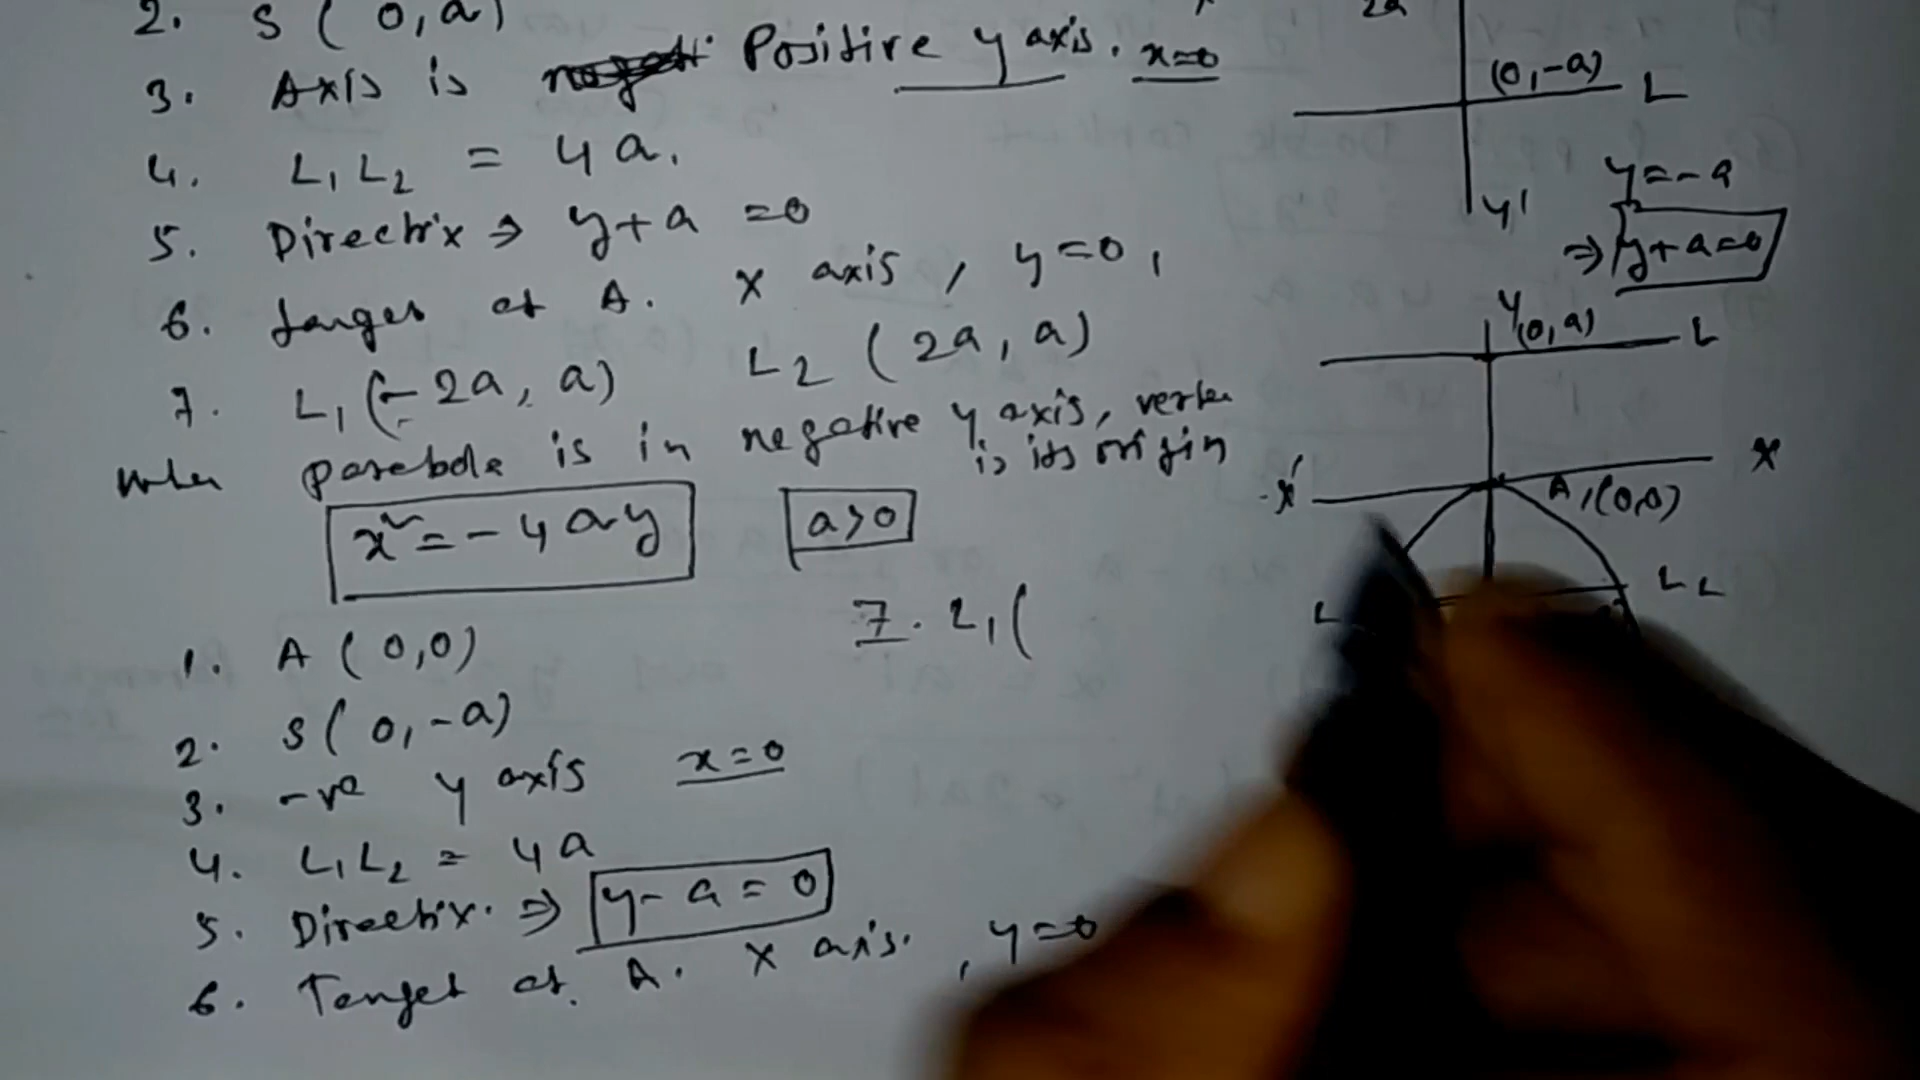 2. S ( 0, a)
3. Axis is Positive y axis. x=0
4. L₁ L₂ = 4a.
5. Directrix ⇒ y+a =0
6. tanget at A. X axis, y=0,
7. L₁ (-2a, a) L₂ (2a, a)
when parabola is in negative y axis, vertex
is its origin
x² = -4ay a>0
1. A ( 0,0)
2. S( 0, -a)
3. -ve y axis x=0
4. L₁L₂ = 4a
5. Directrix. ⇒ y- a = 0
6. Tanget at. A. X axis. , y=0
7. L₁(
2a
(0,-a) L
y'
y=-a
⇒ y+a=0
Y
(0,a) L
X' X
A,(0,0)
L L L